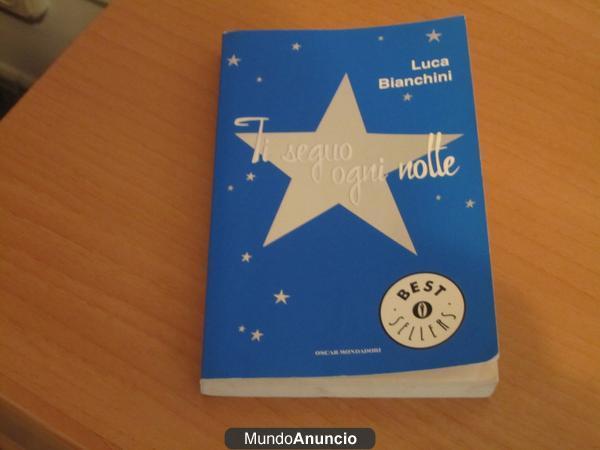 Luca
Bianchini
Ti seguo
ogni notte
BEST
SELLERS
OSCAR MONDADORI
MundoAnuncio